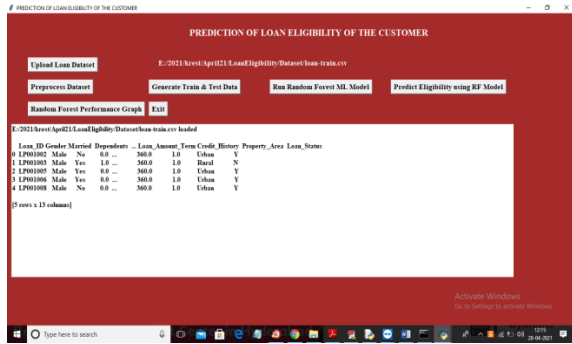 PREDICTION OF LOAN ELIGIBILITY OF THE CUSTOMER
PREDICTION OF LOAN ELIGIBILITY OF THE CUSTOMER
Upload Loan Dataset
E:/2021/krest/April21/LoanEligibility/Dataset/loan-train.csv
Preprocess Dataset
Generate Train & Test Data
Run Random Forest ML Model
Predict Eligibility using RF Model
Random Forest Performance Graph
Exit
E:/2021/krest/April21/LoanEligibility/Dataset/loan-train.csv loaded
Loan_ID Gender Married Dependents ... Loan_Amount_Term Credit_History Property_Area Loan_Status
0 LP001002 Male No 0.0 ... 360.0 1.0 Urban Y
1 LP001003 Male Yes 1.0 ... 360.0 1.0 Rural N
2 LP001005 Male Yes 0.0 ... 360.0 1.0 Urban Y
3 LP001006 Male Yes 0.0 ... 360.0 1.0 Urban Y
4 LP001008 Male No 0.0 ... 360.0 1.0 Urban Y
[5 rows x 13 columns]
Activate Windows
Go to Settings to activate Windows.
Type here to search
12:15
28-04-2021